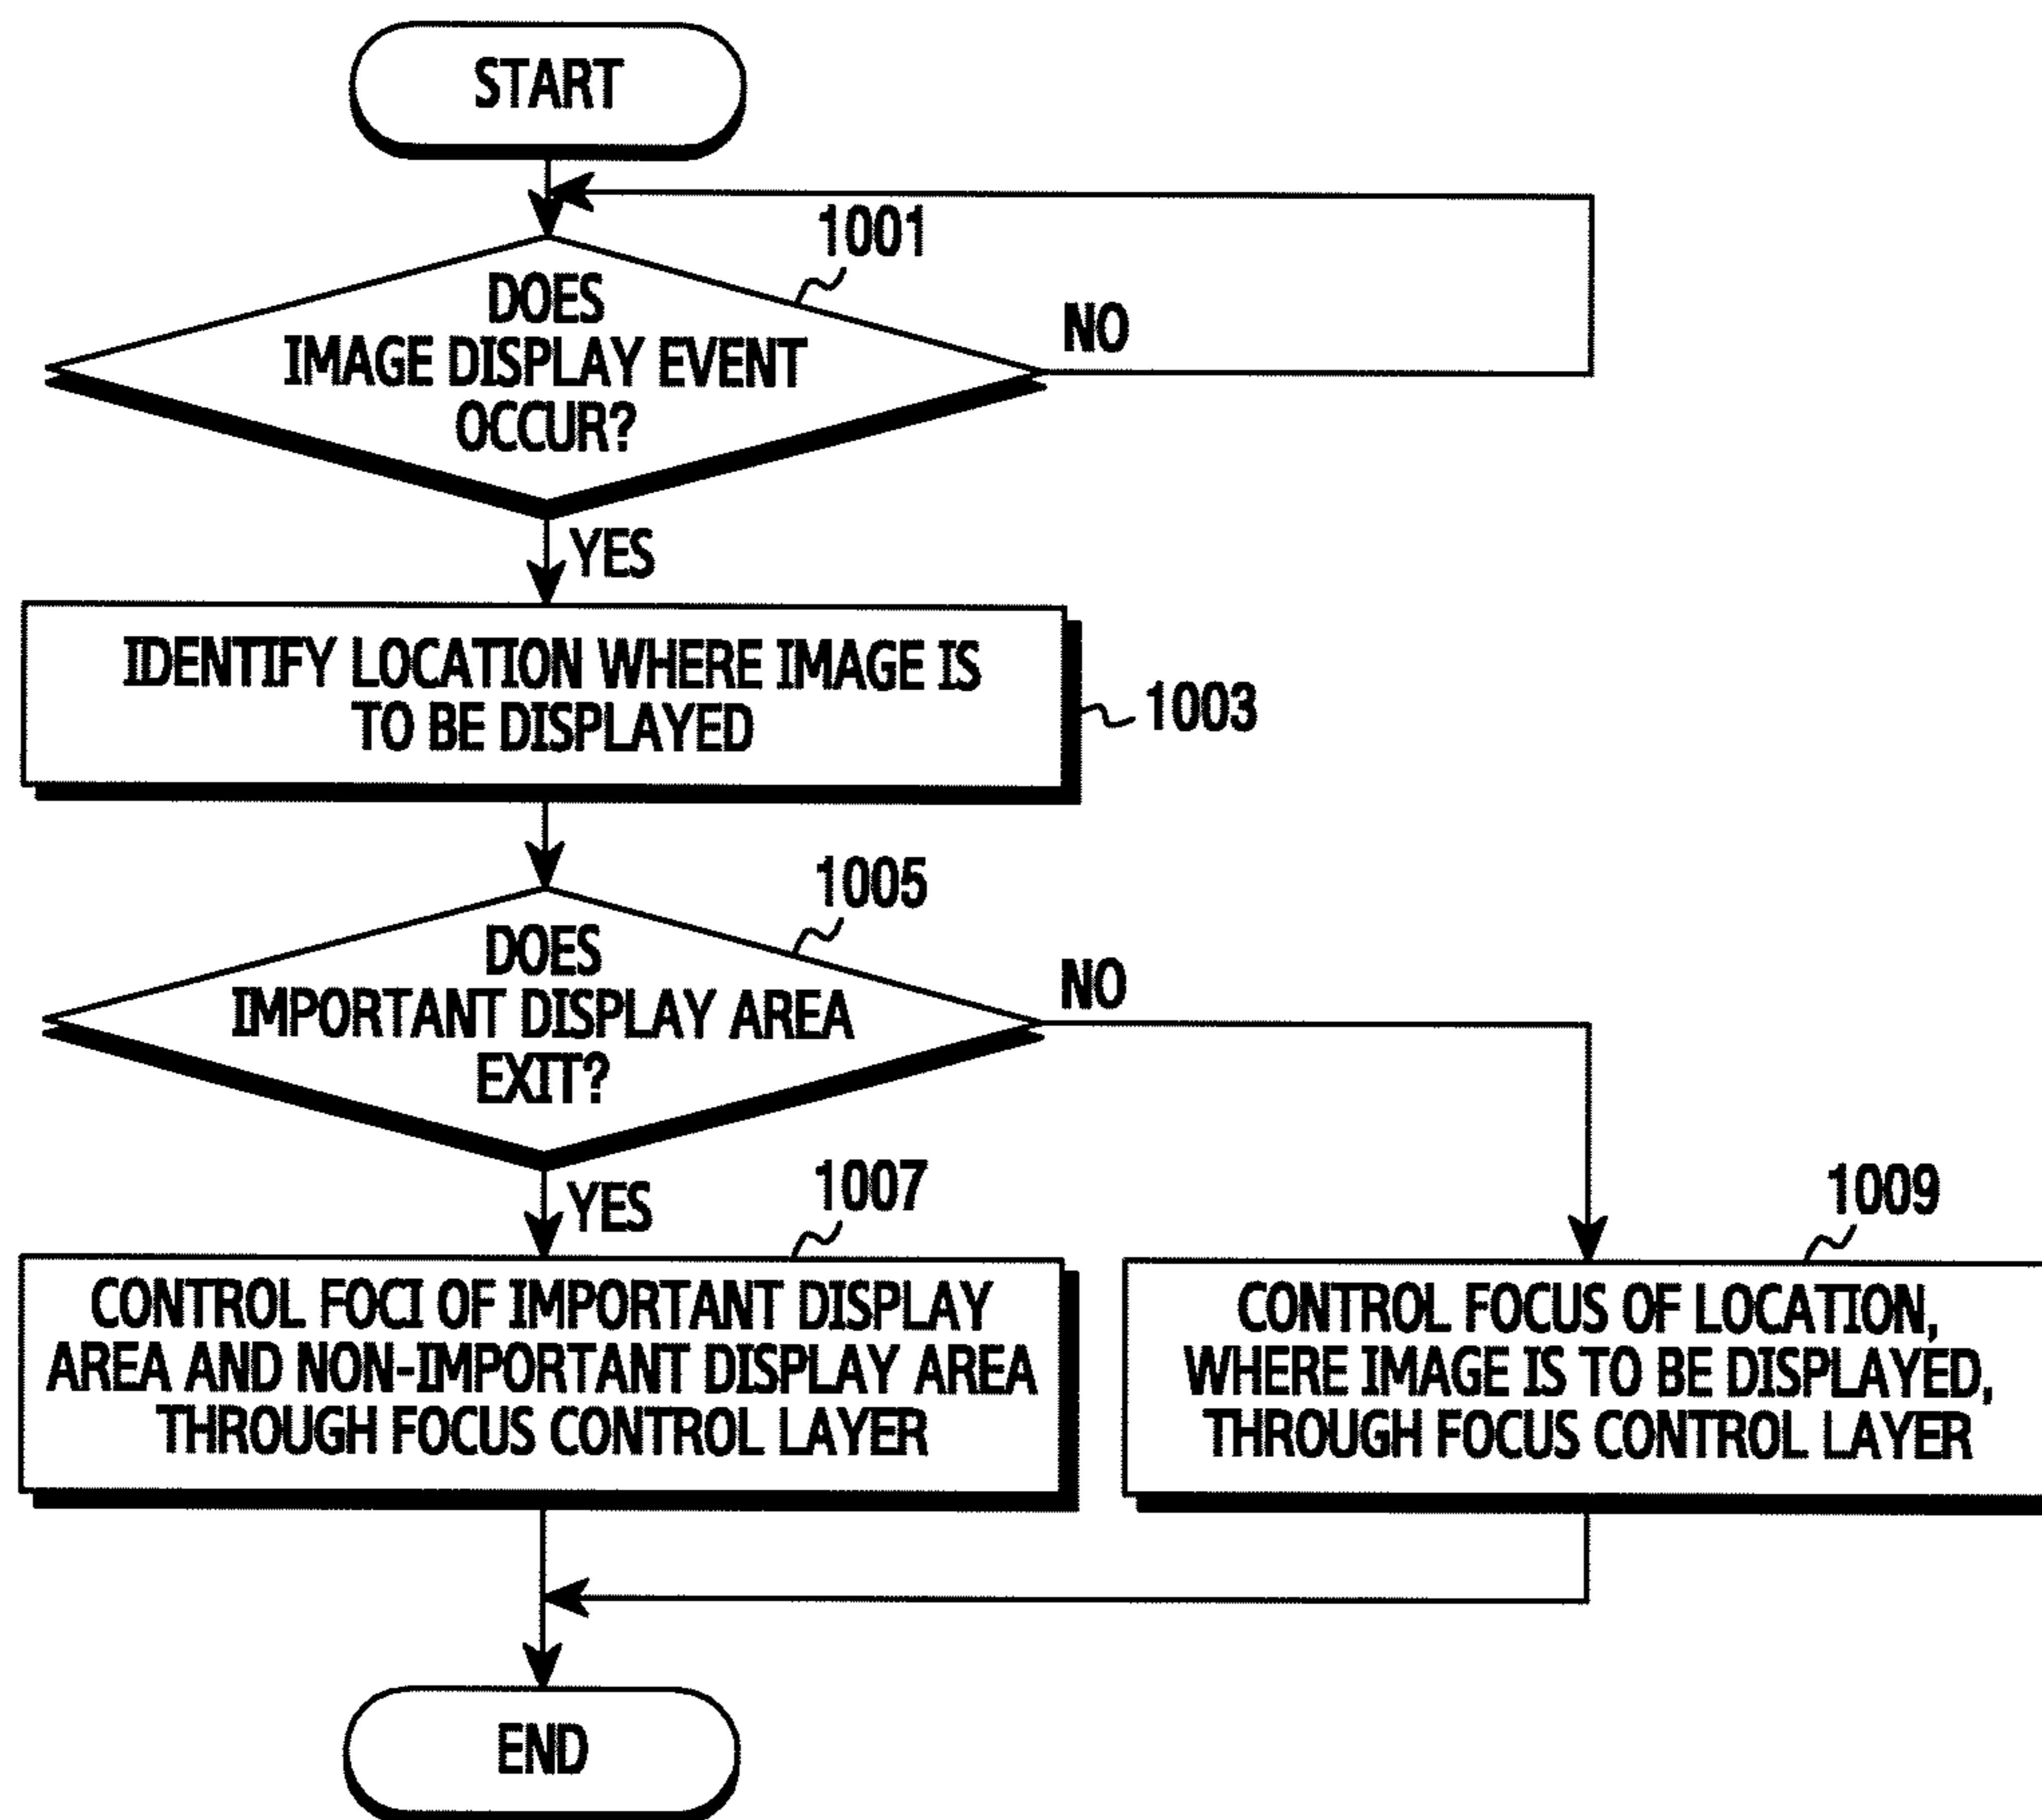 START
1001
DOES
IMAGE DISPLAY EVENT
OCCUR?
NO
YES
IDENTIFY LOCATION WHERE IMAGE IS
TO BE DISPLAYED
1003
1005
DOES
IMPORTANT DISPLAY AREA
EXIT?
NO
YES
1007
CONTROL FOCI OF IMPORTANT DISPLAY
AREA AND NON-IMPORTANT DISPLAY AREA
THROUGH FOCUS CONTROL LAYER
1009
CONTROL FOCUS OF LOCATION,
WHERE IMAGE IS TO BE DISPLAYED,
THROUGH FOCUS CONTROL LAYER
END